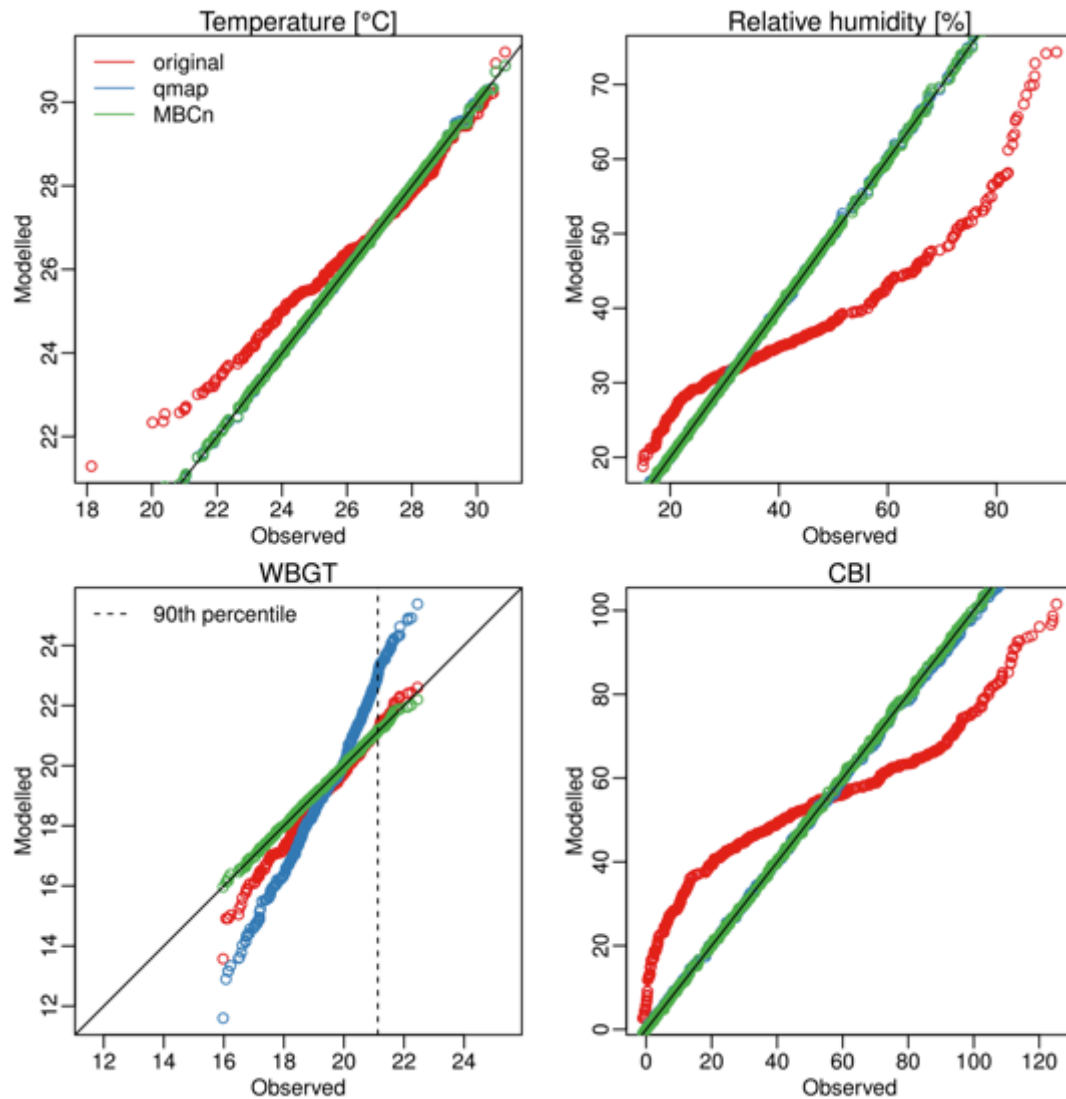 Temperature [°C]
original
qmap
MBCn
Modelled
22 24 26 28 30
18 20 22 24 26 28 30
Observed
Relative humidity [%]
Modelled
20 30 40 50 60 70
20 40 60 80
Observed
WBGT
90th percentile
Modelled
12 14 16 18 20 22 24
12 14 16 18 20 22 24
Observed
CBI
Modelled
0 20 40 60 80 100
0 20 40 60 80 100 120
Observed